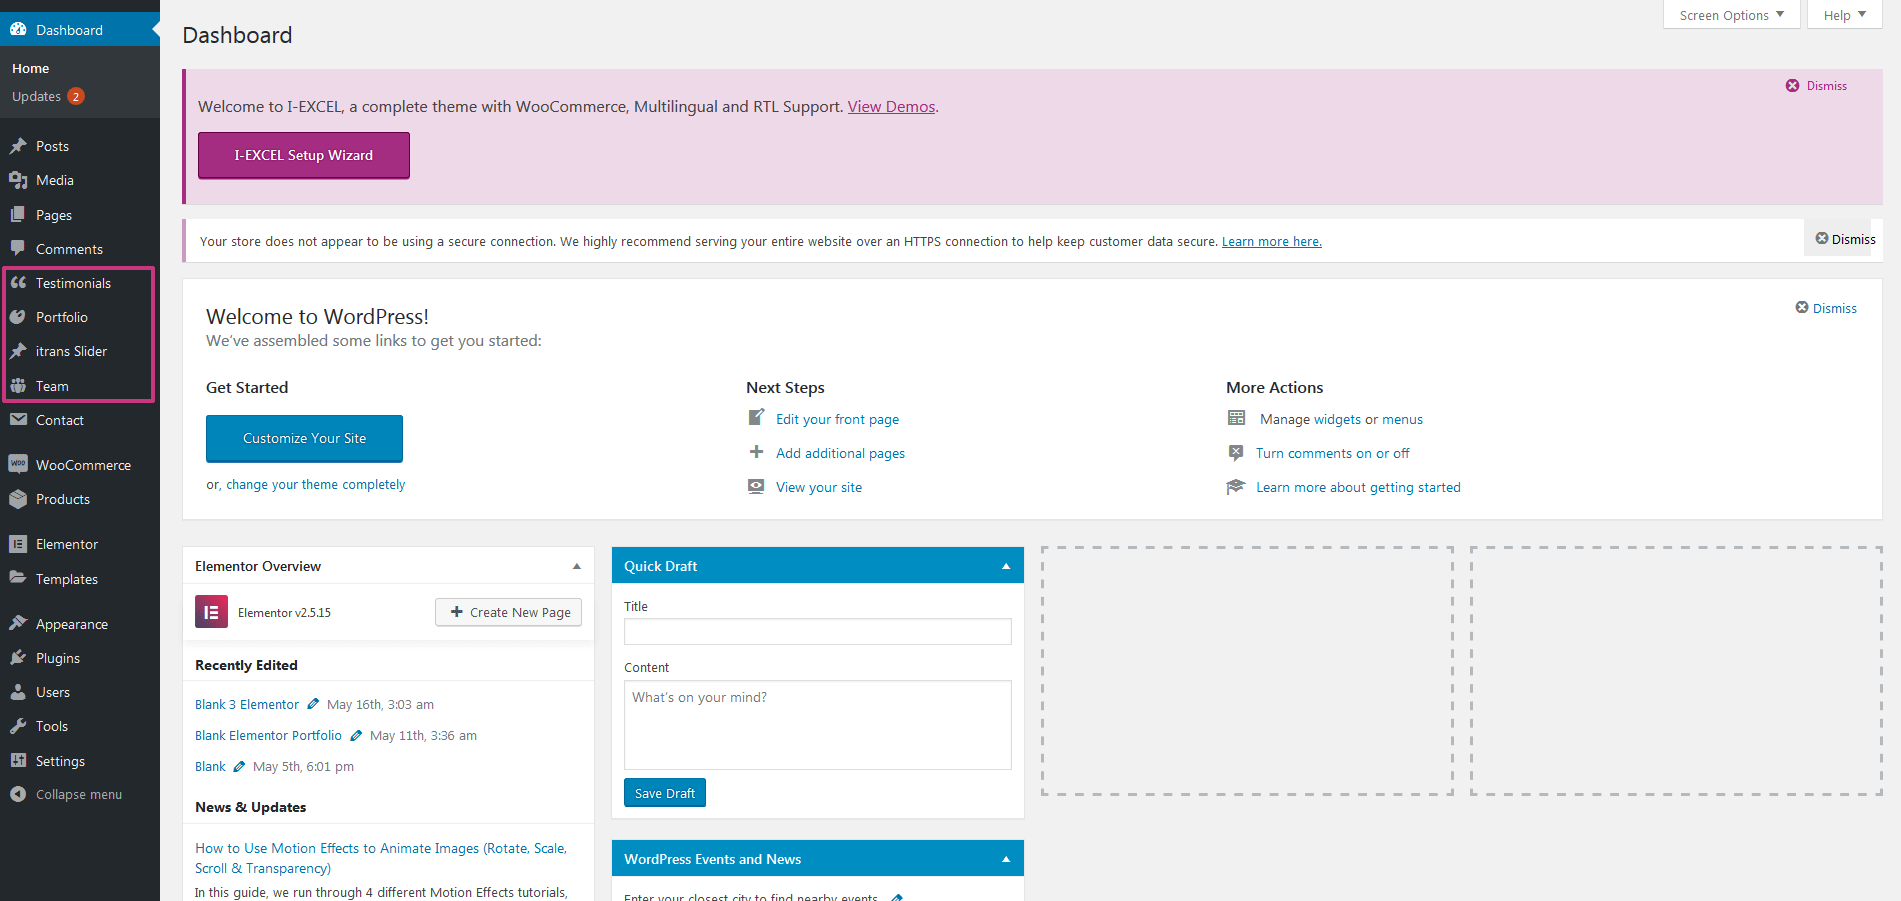 Dashboard
Home
Updates 2
Posts
Media
Pages
Comments
Testimonials
Portfolio
itrans Slider
Team
Contact
WooCommerce
Products
Elementor
Templates
Appearance
Plugins
Users
Tools
Settings
Collapse menu
Screen Options
Help
Dashboard
Welcome to I-EXCEL, a complete theme with WooCommerce, Multilingual and RTL Support. View Demos.
Dismiss
I-EXCEL Setup Wizard
Your store does not appear to be using a secure connection. We highly recommend serving your entire website over an HTTPS connection to help keep customer data secure. Learn more here.
Dismiss
Welcome to WordPress!
Dismiss
We've assembled some links to get you started:
Get Started
Customize Your Site
or, change your theme completely
Next Steps
Edit your front page
Add additional pages
View your site
More Actions
Manage widgets or menus
Turn comments on or off
Learn more about getting started
Elementor Overview
Elementor v2.5.15
Create New Page
Recently Edited
Blank 3 Elementor May 16th, 3:03 am
Blank Elementor Portfolio May 11th, 3:36 am
Blank May 5th, 6:01 pm
News & Updates
How to Use Motion Effects to Animate Images (Rotate, Scale,
Scroll & Transparency)
In this guide, we run through 4 different Motion Effects tutorials,
Quick Draft
Title
Content
What's on your mind?
Save Draft
WordPress Events and News
Enter your closest city to find nearby events.